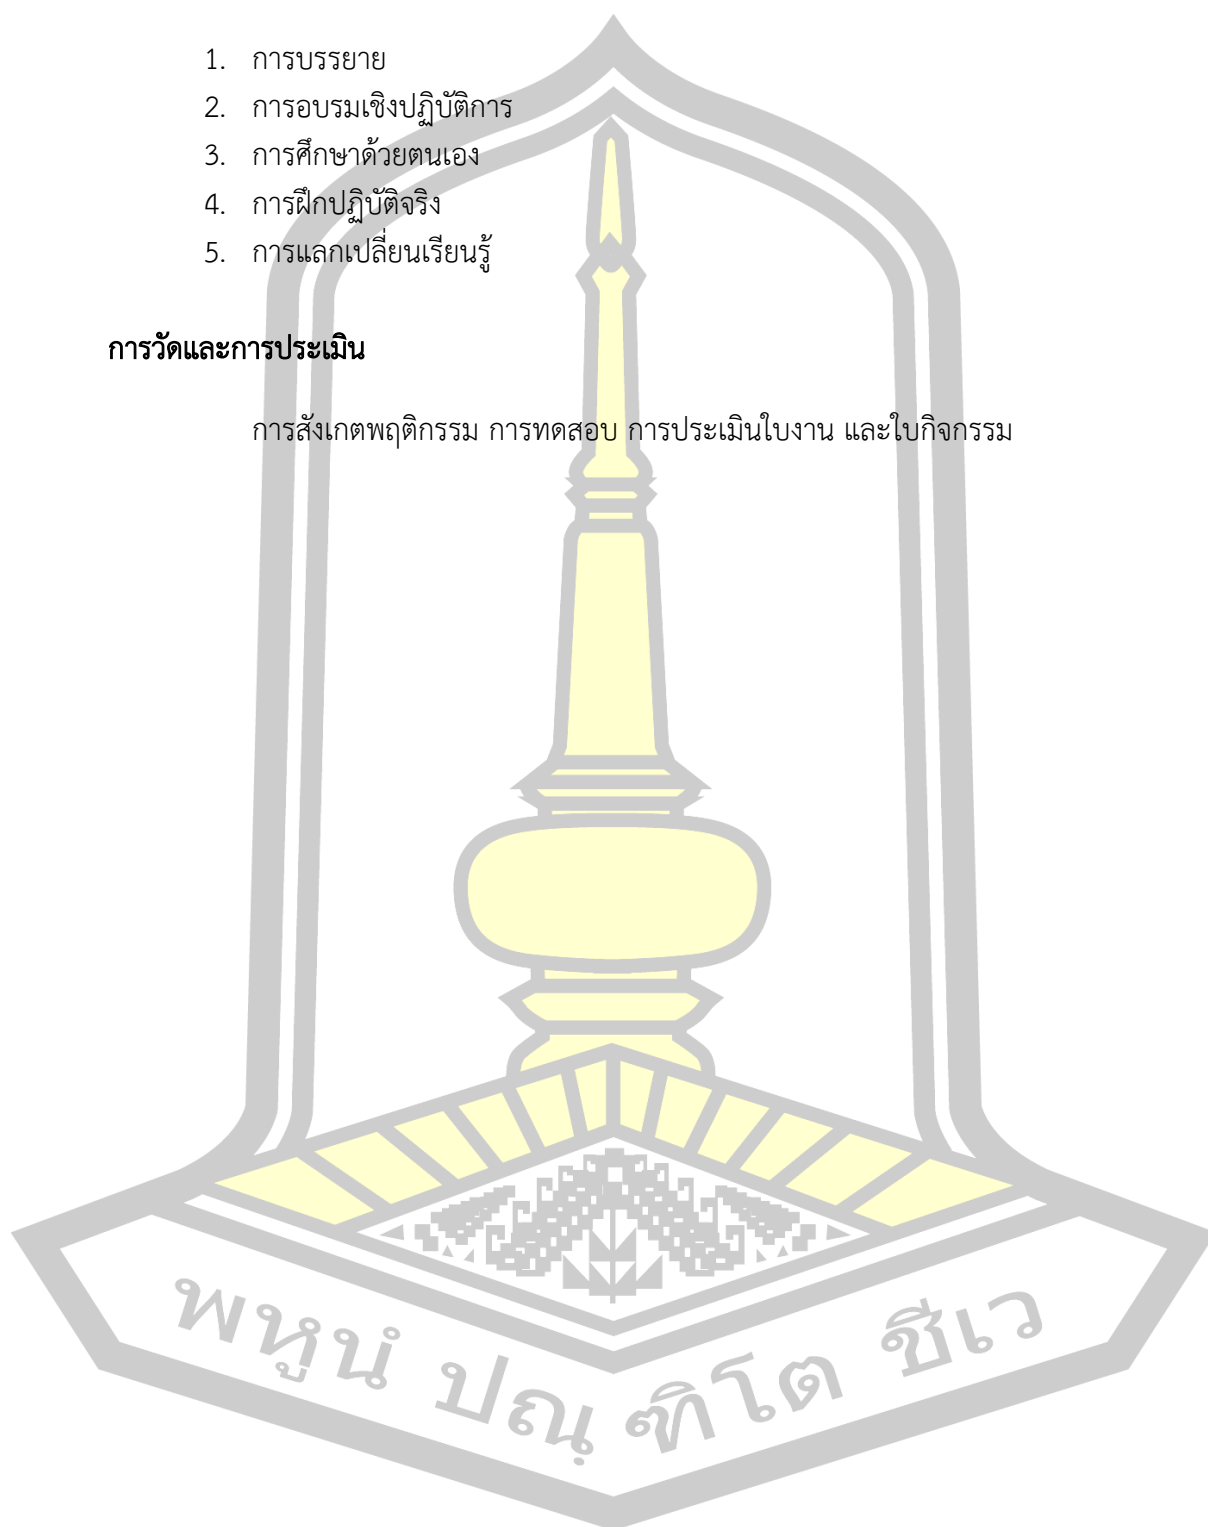 1. การบรรยาย
2. การอบรมเชิงปฏิบัติการ
3. การศึกษาด้วยตนเอง
4. การฝึกปฏิบัติจริง
5. การแลกเปลี่ยนเรียนรู้
การวัดและการประเมิน
การสังเกตพฤติกรรม การทดสอบ การประเมินใบงาน และใบกิจกรรม
พหูนํ ปณฺ ฑิโต ชีเว